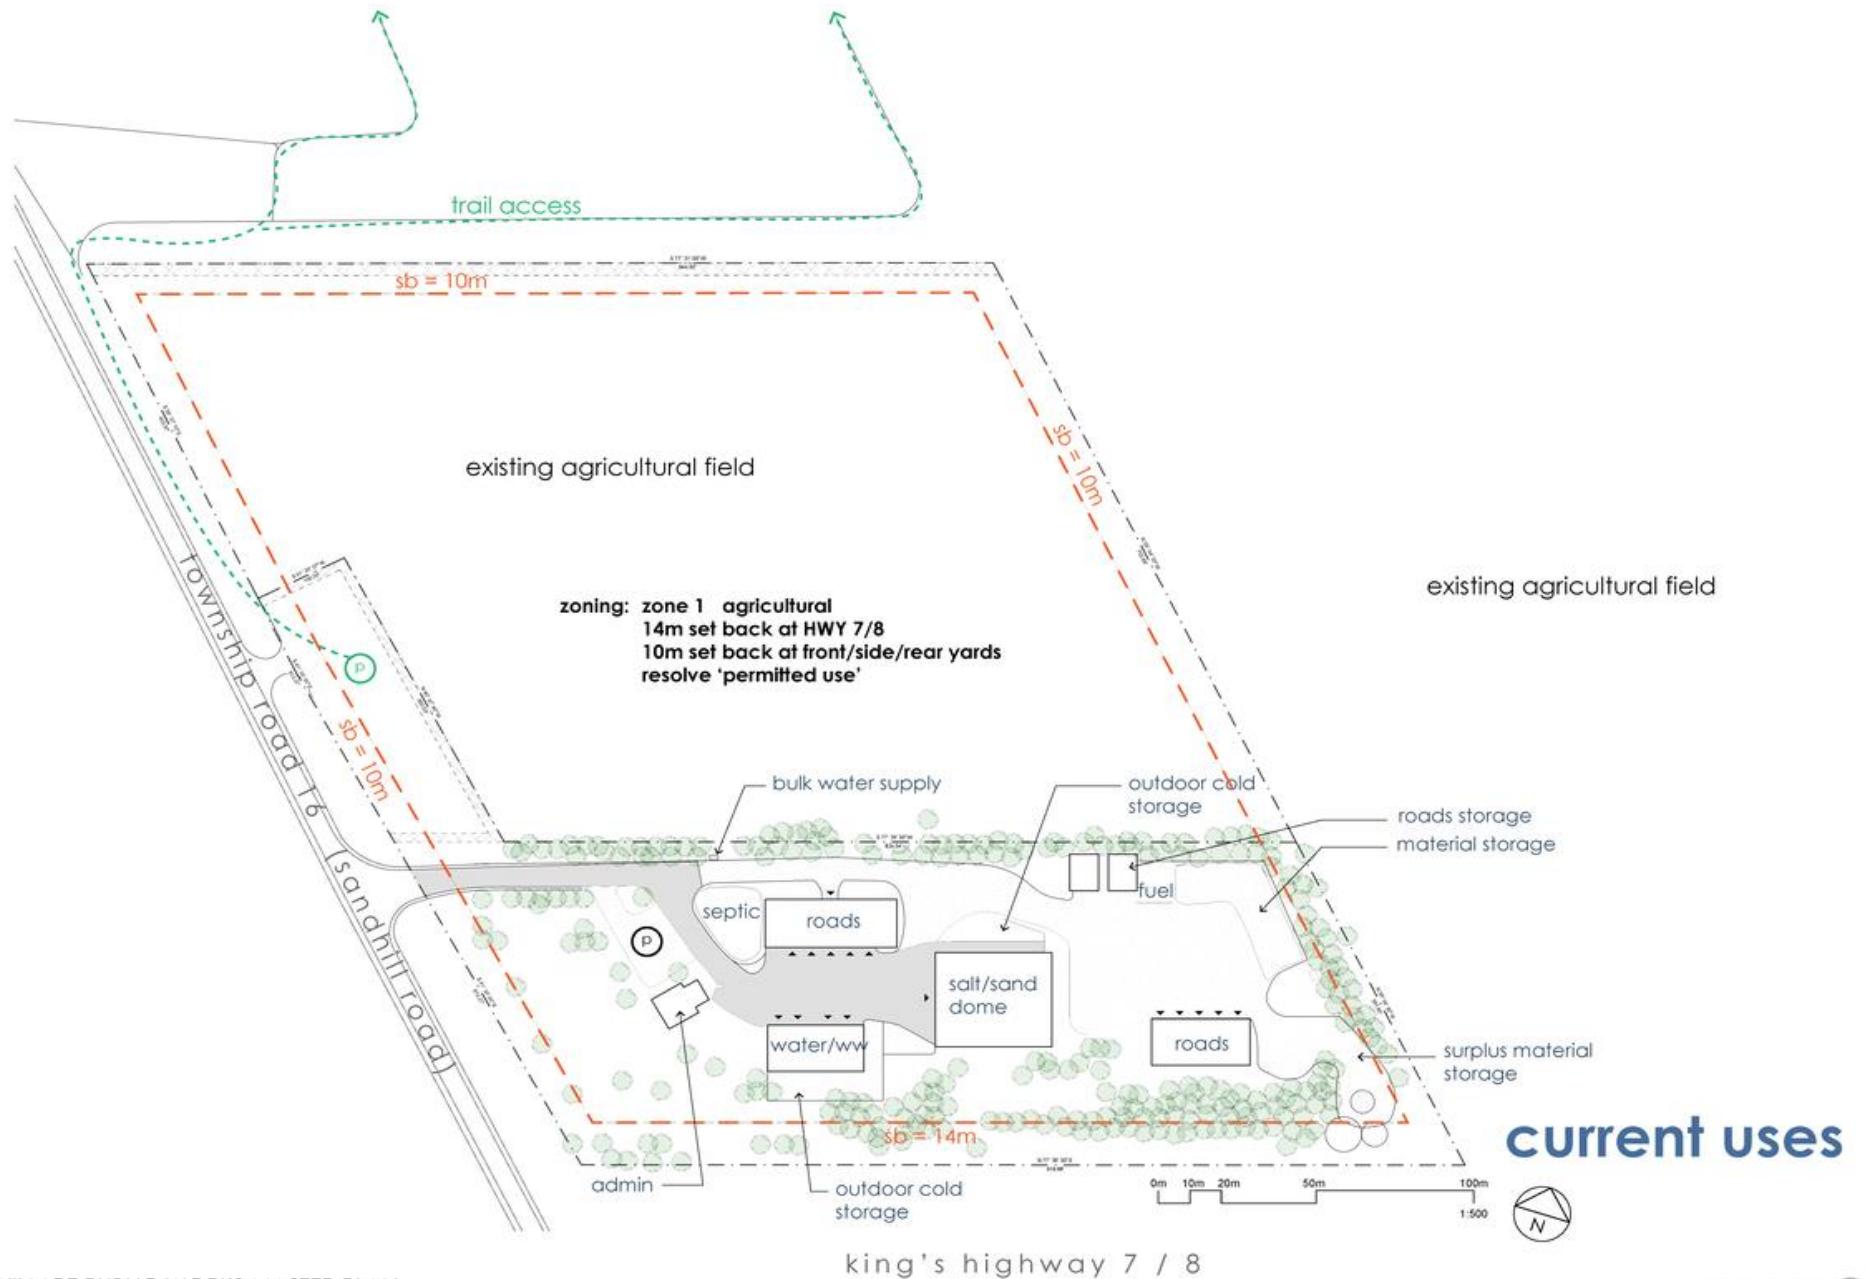 trail access
sb = 10m
sb = 10m
existing agricultural field
existing agricultural field
zoning: zone 1 agricultural
14m set back at HWY 7/8
10m set back at front/side/rear yards
resolve ‘permitted use’
township road 16 (sandhill road)
P
sb = 10m
bulk water supply
outdoor cold
storage
roads storage
material storage
fuel
septic
roads
P
salt/sand
dome
water/ww
roads
surplus material
storage
sb = 14m
current uses
admin
outdoor cold
storage
0m 10m 20m 50m 100m
1:500
N
king's highway 7 / 8